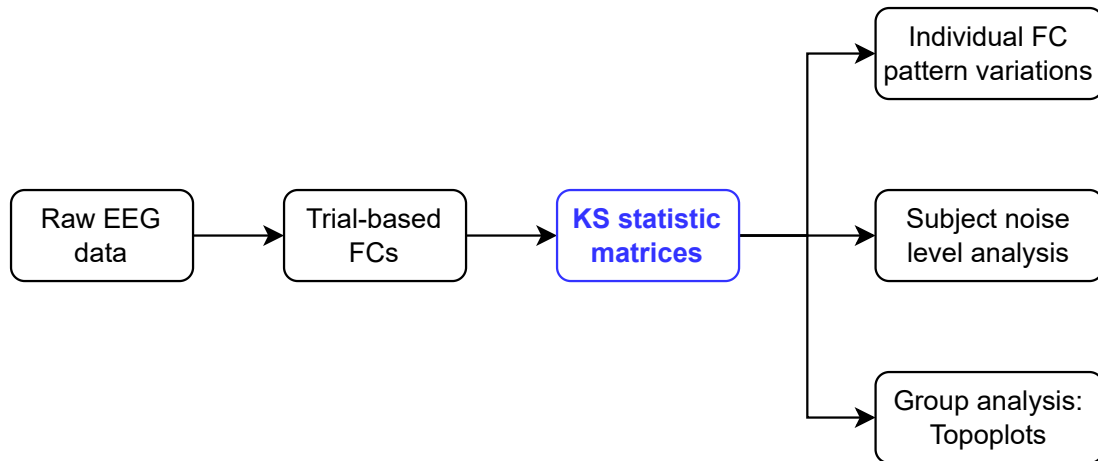 Raw EEG
data
Trial-based
FCs
KS statistic
matrices
Individual FC
pattern variations
Subject noise
level analysis
Group analysis:
Topoplots